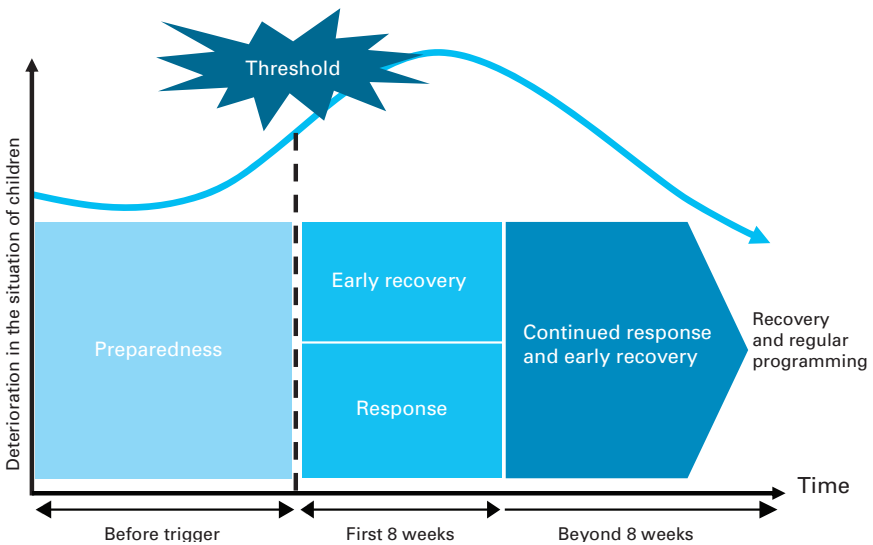 Threshold
Deterioration in the situation of children
Early recovery
Preparedness
Continued response
and early recovery
Response
Recovery
and regular
programming
Time
Before trigger
First 8 weeks
Beyond 8 weeks